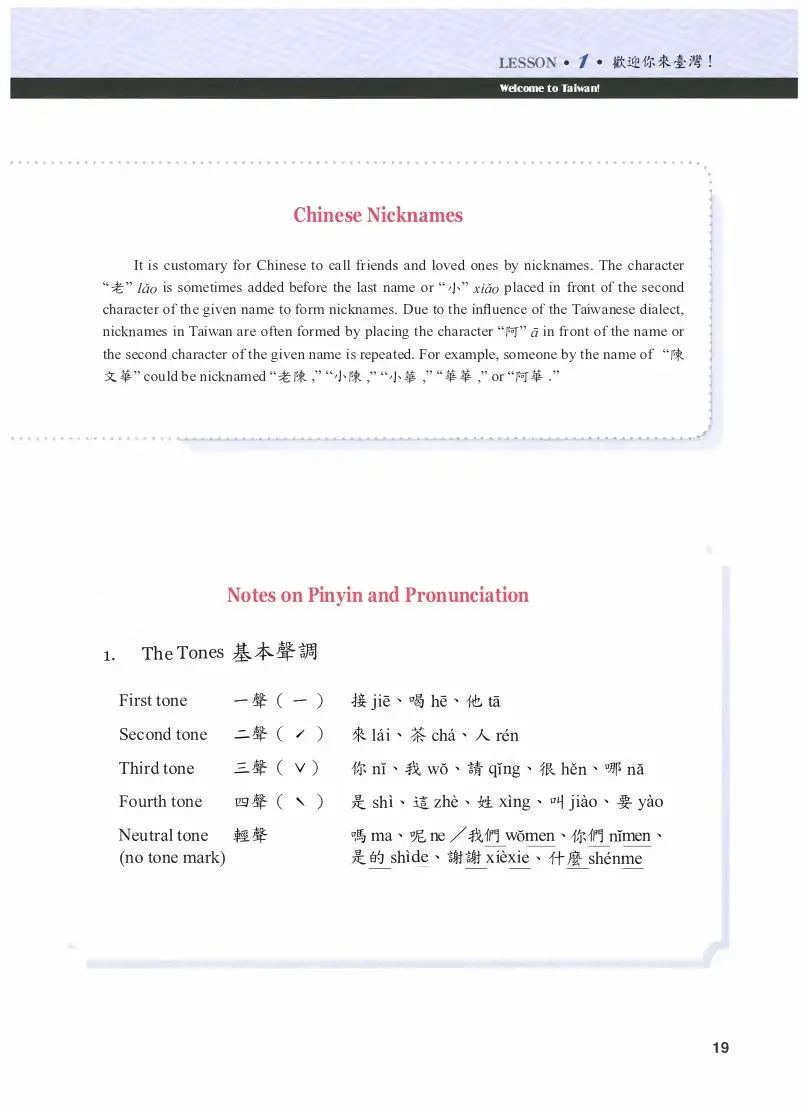 LESSON • 1 • 歡迎你來臺灣！
Welcome to Taiwan!
Chinese Nicknames
It is customary for Chinese to call friends and loved ones by nicknames. The character
“老” lǎo is sometimes added before the last name or “小” xiǎo placed in front of the second
character of the given name to form nicknames. Due to the influence of the Taiwanese dialect,
nicknames in Taiwan are often formed by placing the character “阿” ā in front of the name or
the second character of the given name is repeated. For example, someone by the name of “陳
文華” could be nicknamed “老陳 ,” “小陳 ,” “小華 ,” “華華 ,” or “阿華 .”
Notes on Pinyin and Pronunciation
1. The Tones 基本聲調
First tone 一聲（ ー ） 接 jiē、喝 hē、他 tā
Second tone 二聲（ ˊ ） 來 lái、茶 chá、人 rén
Third tone 三聲（ ˇ ） 你 nǐ、我 wǒ、請 qǐng、很 hěn、哪 nǎ
Fourth tone 四聲（ ˋ ） 是 shì、這 zhè、姓 xìng、叫 jiào、要 yào
Neutral tone 輕聲 嗎 ma、呢 ne ／我們 wǒmen、你們 nǐmen、
(no tone mark) 是的 shìde、謝謝 xièxie、什麼 shénme
19